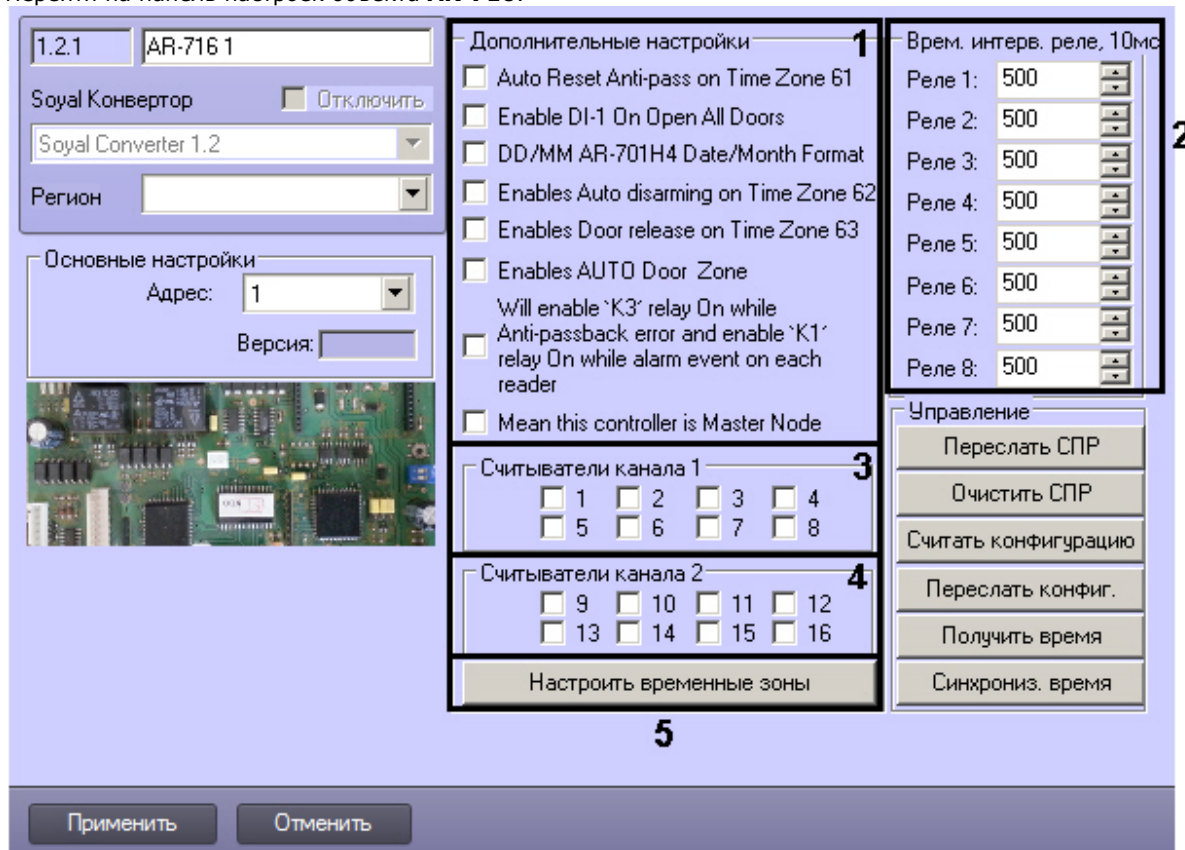 Перейти на панель настроек объекта AR-716.
1.2.1
AR-716 1
Soyal Конвертор
Отключить
Soyal Converter 1.2
Регион
Основные настройки
Адрес: 1
Версия:
Дополнительные настройки 1
Auto Reset Anti-pass on Time Zone 61
Enable DI-1 On Open All Doors
DD/MM AR-701H4 Date/Month Format
Enables Auto disarming on Time Zone 62
Enables Door release on Time Zone 63
Enables AUTO Door Zone
Will enable `K3´ relay On while
Anti-passback error and enable `K1´
relay On while alarm event on each
reader
Mean this controller is Master Node
Считыватели канала 1 3
1 2 3 4
5 6 7 8
Считыватели канала 2 4
9 10 11 12
13 14 15 16
Настроить временные зоны
5
Врем. интерв. реле, 10мс
Реле 1: 500
Реле 2: 500
2
Реле 3: 500
Реле 4: 500
Реле 5: 500
Реле 6: 500
Реле 7: 500
Реле 8: 500
Управление
Переслать СПР
Очистить СПР
Считать конфигурацию
Переслать конфиг.
Получить время
Синхрониз. время
Применить
Отменить